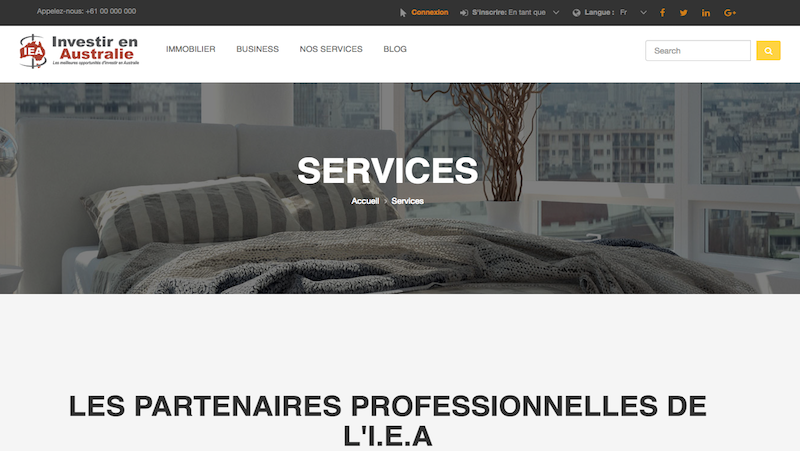 Appelez-nous: +61 00 000 000
Connexion
S'inscrire: En tant que
Langue : Fr
IEA
Investir en
Australie
Les meilleures opportunités d'investir en Australie
IMMOBILIER
BUSINESS
NOS SERVICES
BLOG
Search
SERVICES
Accueil > Services
LES PARTENAIRES PROFESSIONNELLES DE
L'I.E.A